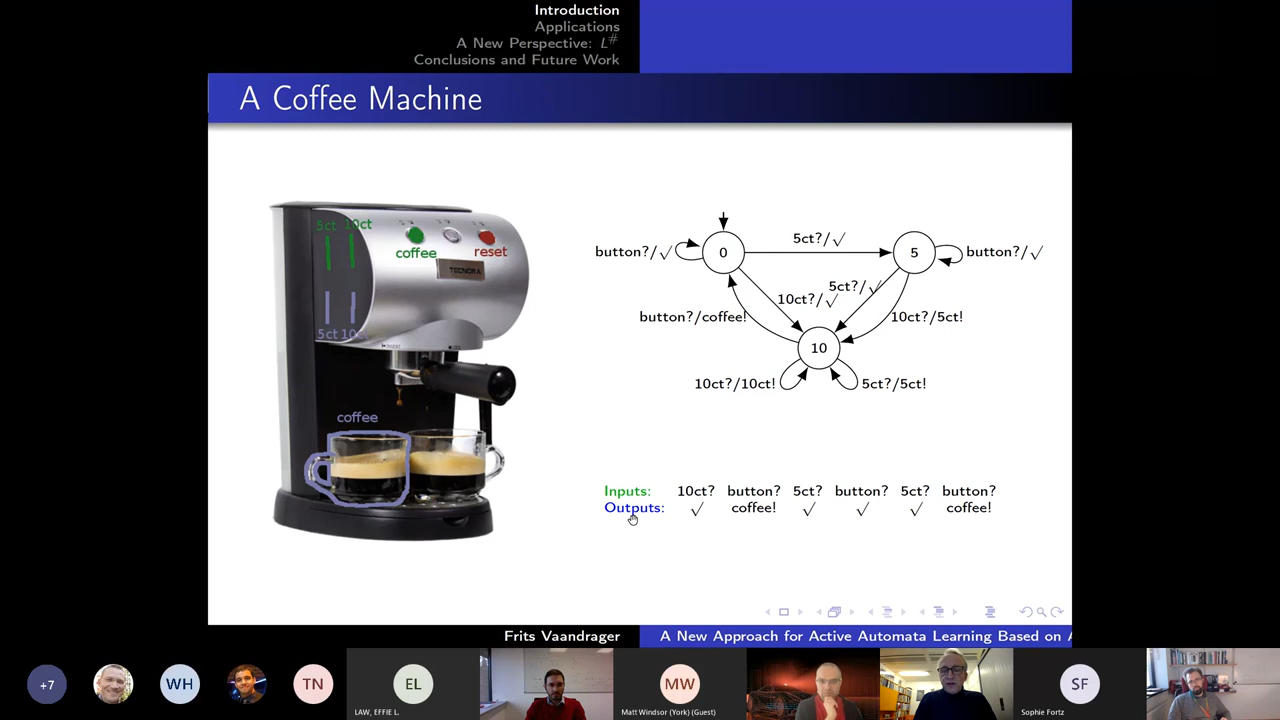 Introduction
Applications
A New Perspective: L#
Conclusions and Future Work
A Coffee Machine
5ct 10ct
coffee
reset
TECNORA
5ct 10ct
coffee
button?/√
0
5ct?/√
5
button?/√
5ct?/√
10ct?/√
button?/coffee!
10ct?/5ct!
10
10ct?/10ct!
5ct?/5ct!
Inputs: 10ct? button? 5ct? button? 5ct? button?
Outputs: √ coffee! √ √ √ coffee!
Frits Vaandrager
A New Approach for Active Automata Learning Based on
+7
WH
TN
EL
MW
SF
LAW, EFFIE L.
Matt Windsor (York) (Guest)
Sophie Fortz